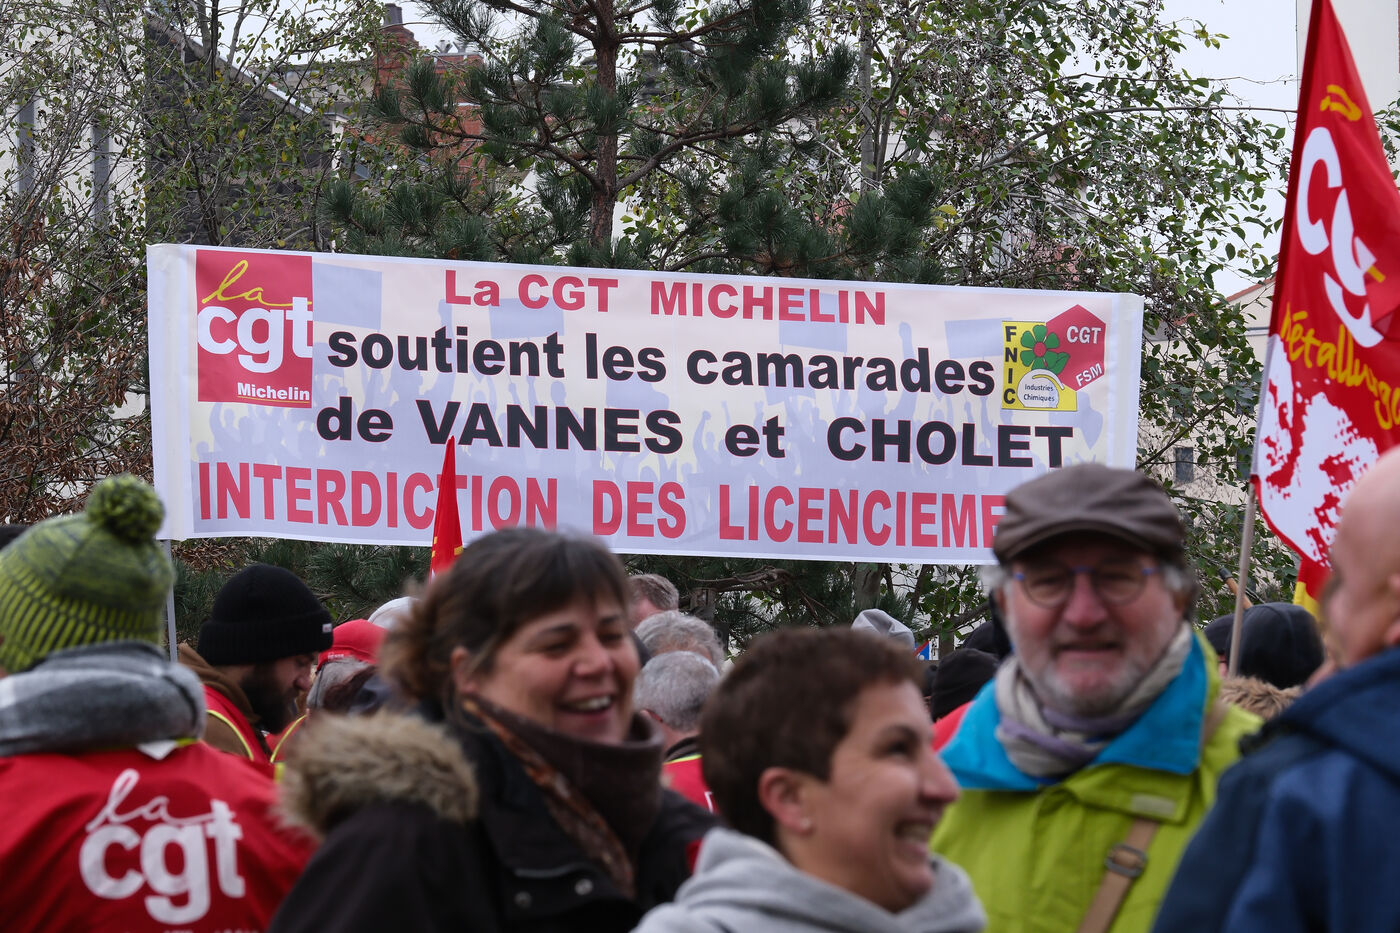 La CGT MICHELIN
la
cgt
Michelin
soutient les camarades
de VANNES et CHOLET
INTERDICTION DES LICENCIEME
FNIC
Industries
Chimiques
CGT
FSM
CGT
la
cgt